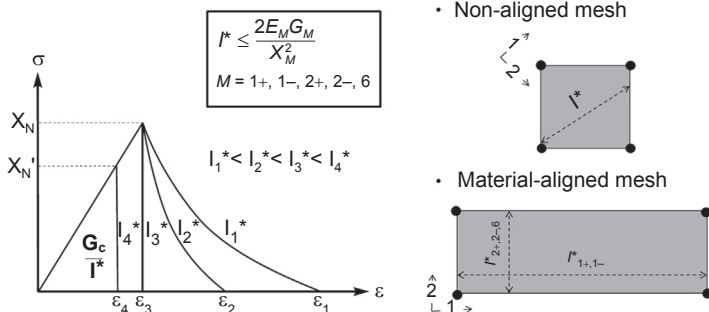 σ
X_N
X_N'
l* ≤ 2E_M G_M / X_M^2
M = 1+, 1–, 2+, 2–, 6
l_1* < l_2* < l_3* < l_4*
G_c / l*
l_4*
l_3*
l_2*
l_1*
ε_4
ε_3
ε_2
ε_1
ε
• Non-aligned mesh
1
2
l*
• Material-aligned mesh
l*_2+,2–,6
l*_1+,1–
2
1